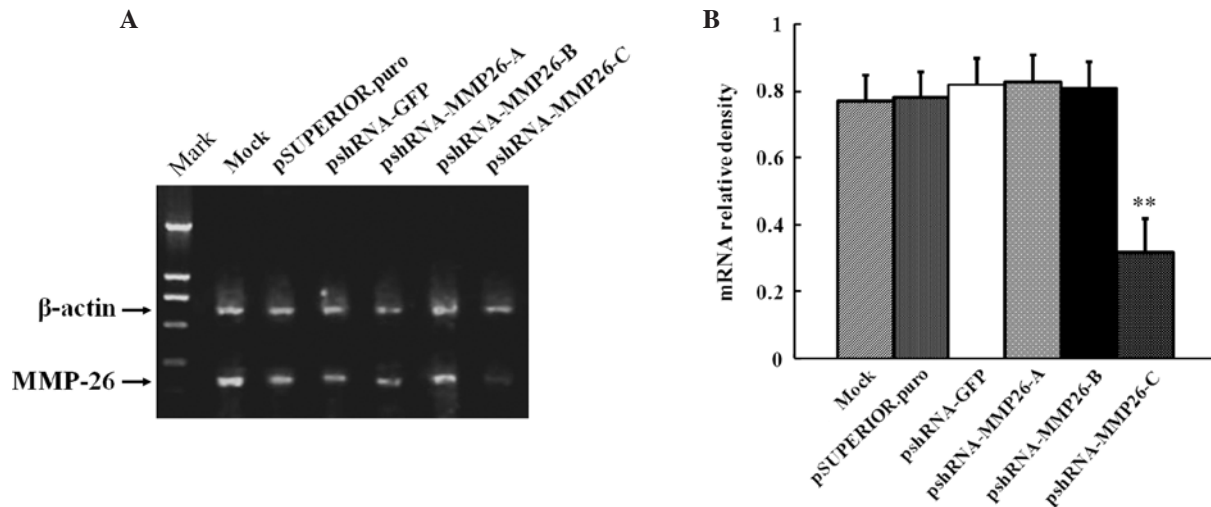 A
Mark
Mock
pSUPERIOR.puro
pshRNA-GFP
pshRNA-MMP26-A
pshRNA-MMP26-B
pshRNA-MMP26-C
β-actin
MMP-26
B
mRNA relative density
1
0.8
0.6
0.4
0.2
0
**
Mock
pSUPERIOR.puro
pshRNA-GFP
pshRNA-MMP26-A
pshRNA-MMP26-B
pshRNA-MMP26-C